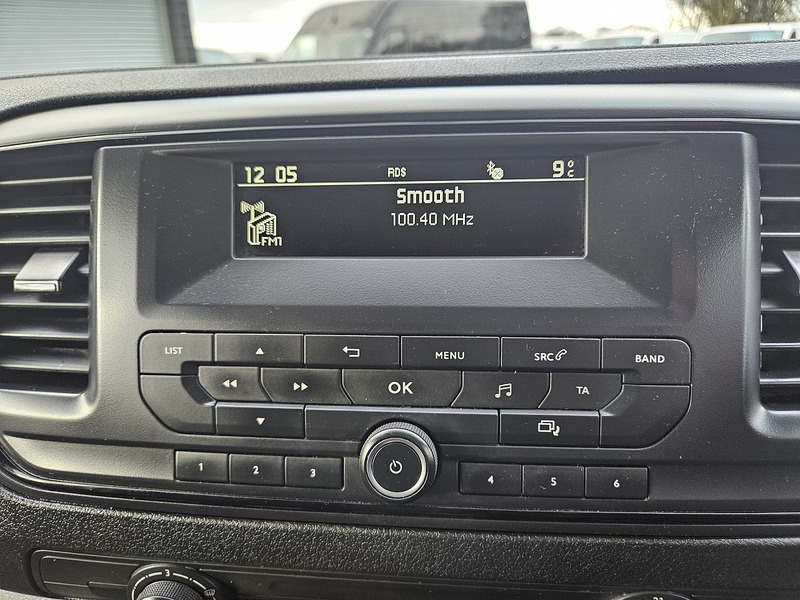 12 05 RDS 9°C
Smooth
100.40 MHz
FM1
LIST MENU SRC BAND
OK TA
1 2 3 4 5 6
3